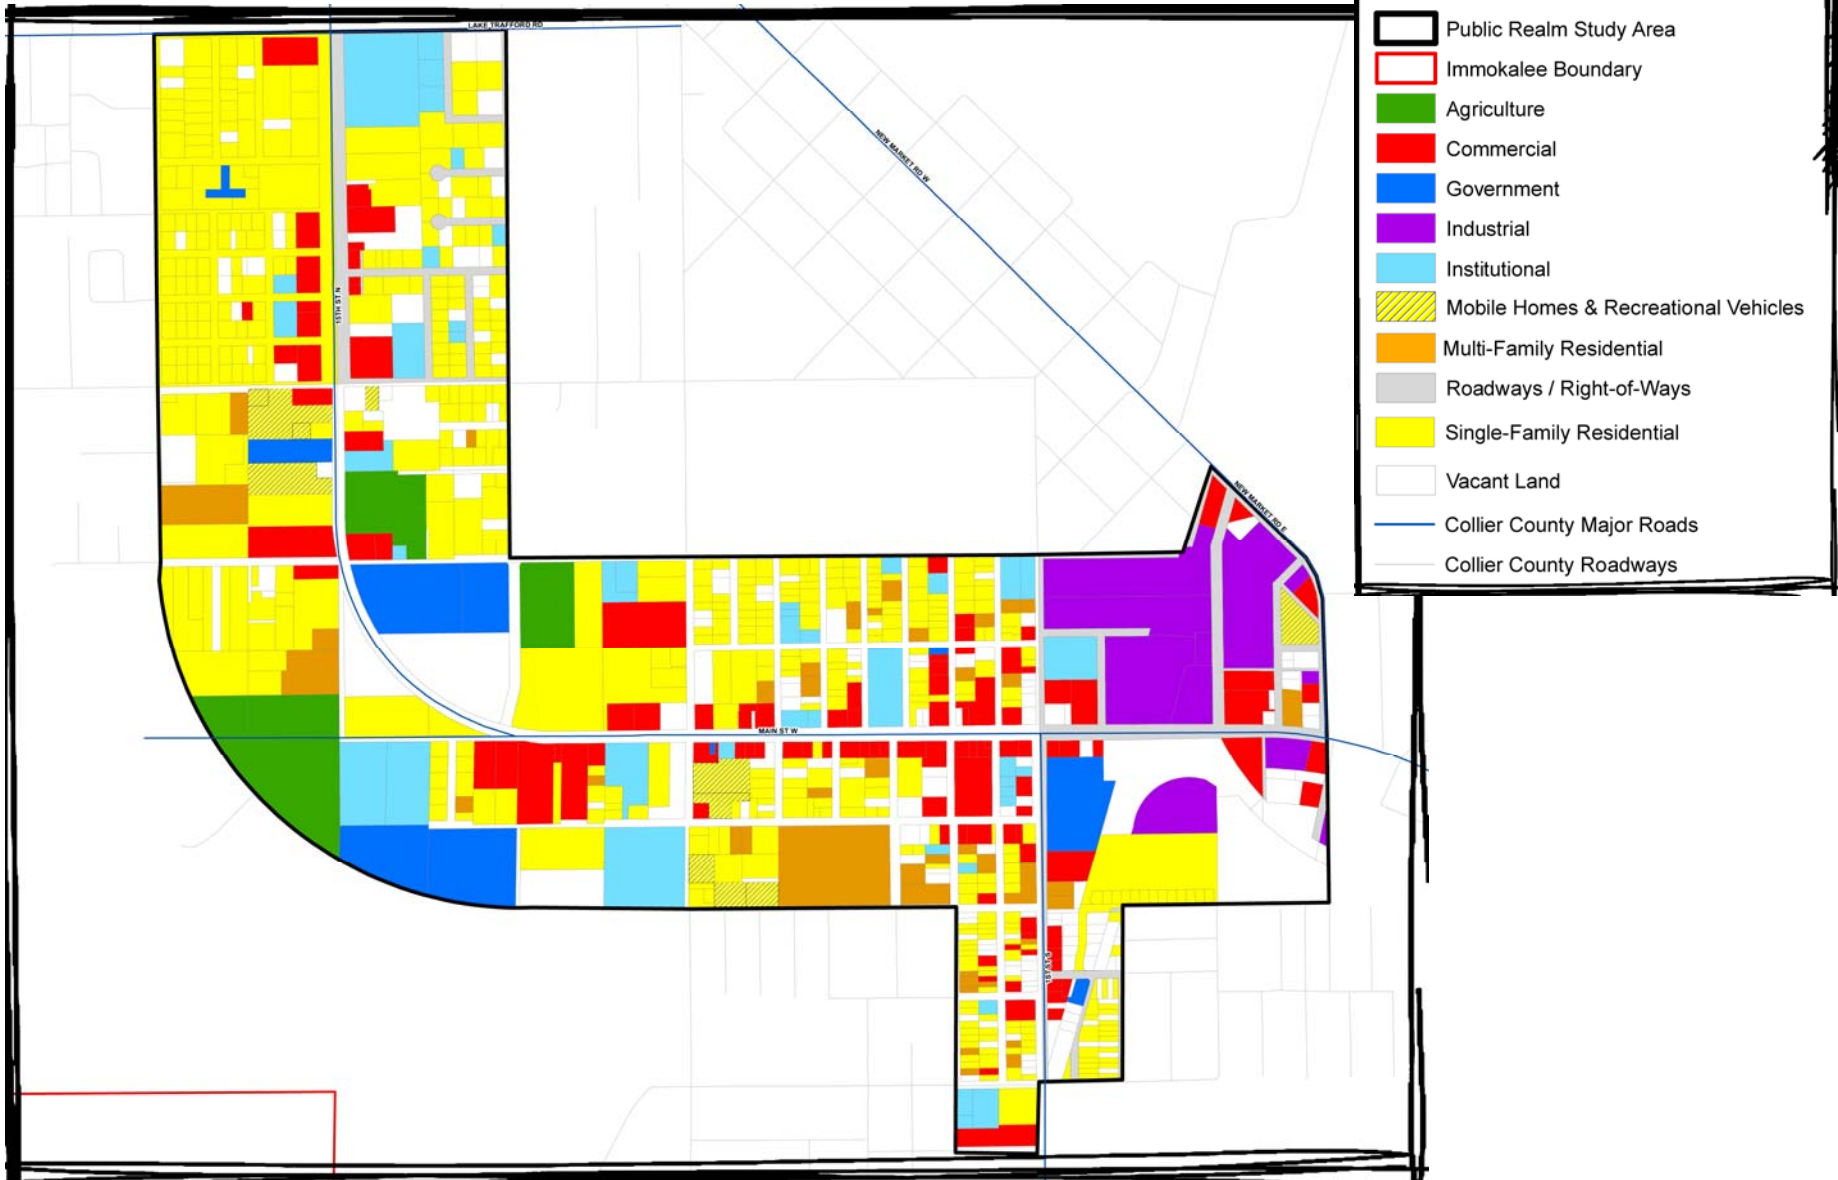 LAKE TRAFFORD RD
NEW MARKET RD W
15TH ST N
NEW MARKET RD E
MAIN ST W
1ST ST S
Public Realm Study Area
Immokalee Boundary
Agriculture
Commercial
Government
Industrial
Institutional
Mobile Homes & Recreational Vehicles
Multi-Family Residential
Roadways / Right-of-Ways
Single-Family Residential
Vacant Land
Collier County Major Roads
Collier County Roadways